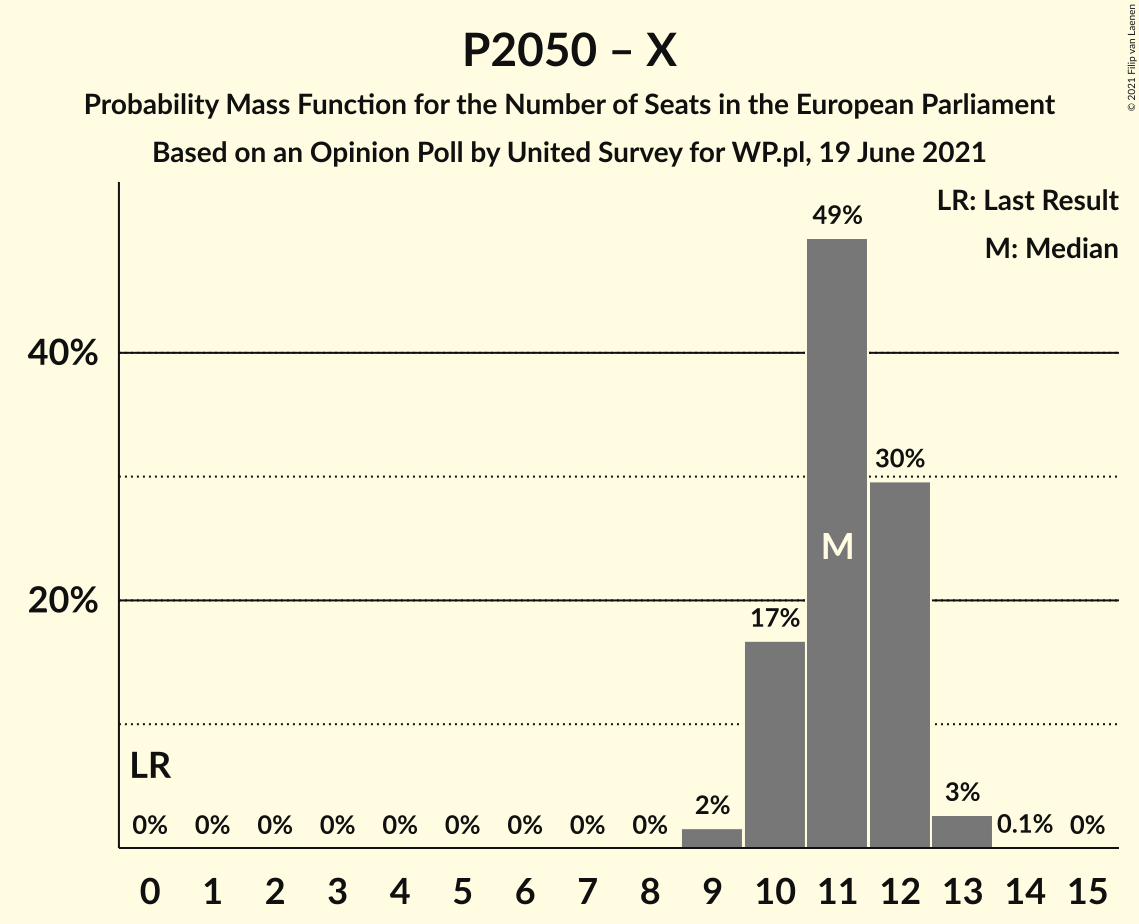 P2050 – X
Probability Mass Function for the Number of Seats in the European Parliament
Based on an Opinion Poll by United Survey for WP.pl, 19 June 2021
© 2021 Filip van Laenen
LR: Last Result
M: Median
49%
40%
30%
M
20%
17%
LR
0% 0% 0% 0% 0% 0% 0% 0% 0% 2% 3% 0.1% 0%
0 1 2 3 4 5 6 7 8 9 10 11 12 13 14 15